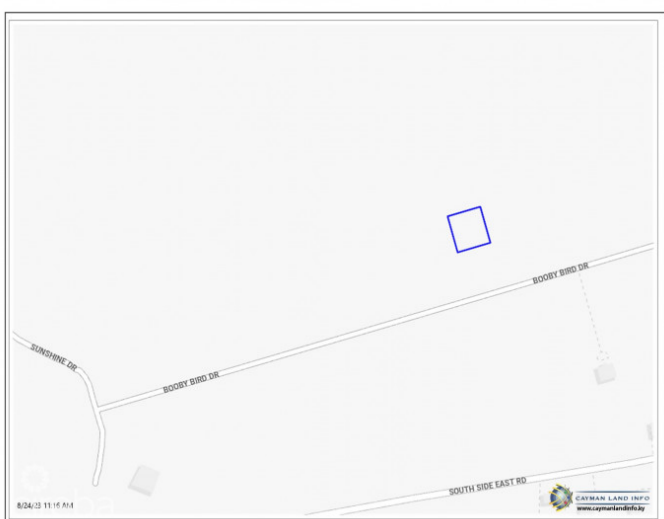 BOOBY BIRD DR
SUNSHINE DR
BOOBY BIRD DR
SOUTH SIDE EAST RD
8/24/23 11:16 AM
CAYMAN LAND INFO
www.caymanlandinfo.ky